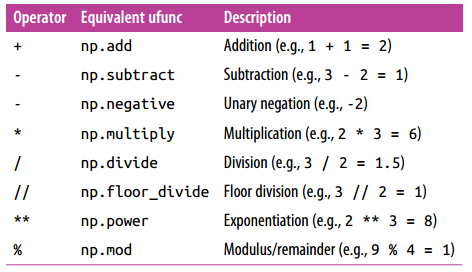 Operator Equivalent ufunc Description
+ np.add Addition (e.g., 1 + 1 = 2)
- np.subtract Subtraction (e.g., 3 - 2 = 1)
- np.negative Unary negation (e.g., -2)
* np.multiply Multiplication (e.g., 2 * 3 = 6)
/ np.divide Division (e.g., 3 / 2 = 1.5)
// np.floor_divide Floor division (e.g., 3 // 2 = 1)
** np.power Exponentiation (e.g., 2 ** 3 = 8)
% np.mod Modulus/remainder (e.g., 9 % 4 = 1)